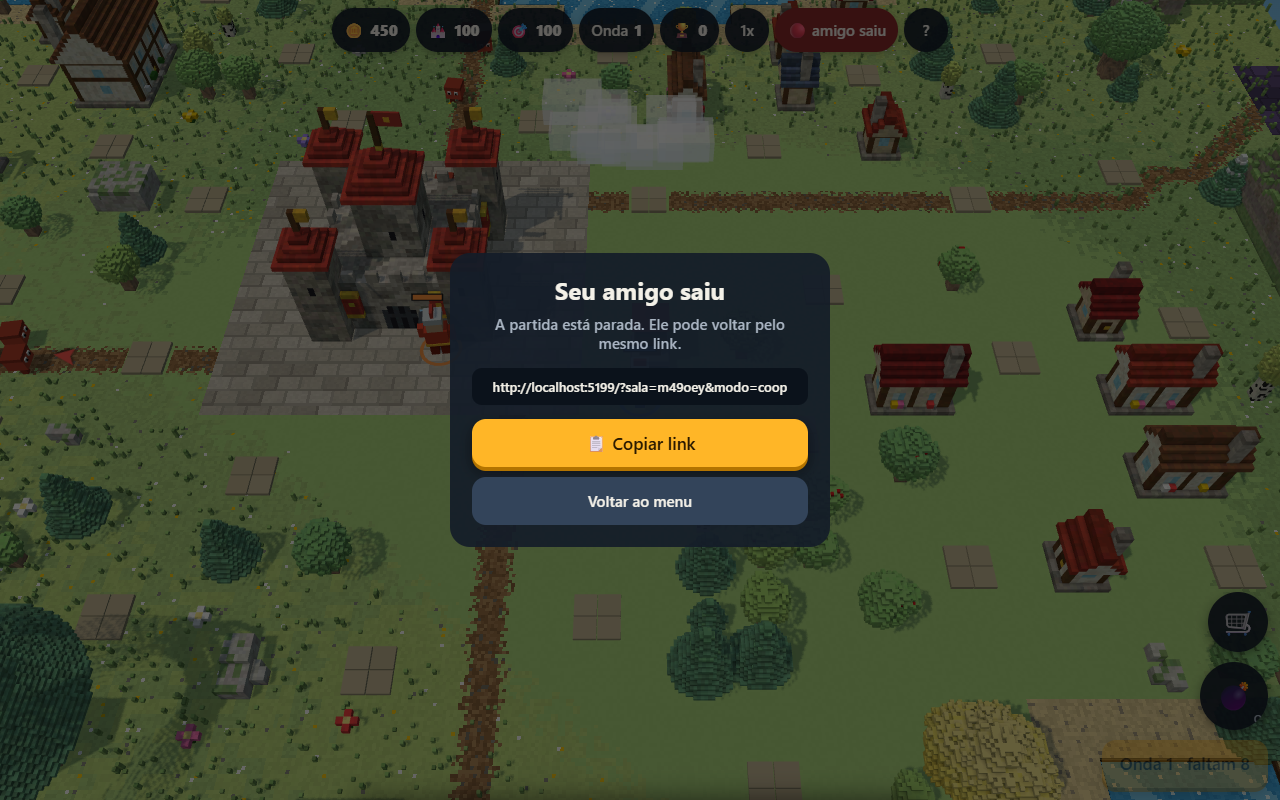 450
100
100
Onda 1
0
1x
amigo saiu
?
Seu amigo saiu
A partida está parada. Ele pode voltar pelo
mesmo link.
http://localhost:5199/?sala=m49oey&modo=coop
Copiar link
Voltar ao menu
Onda 1 · faltam 8